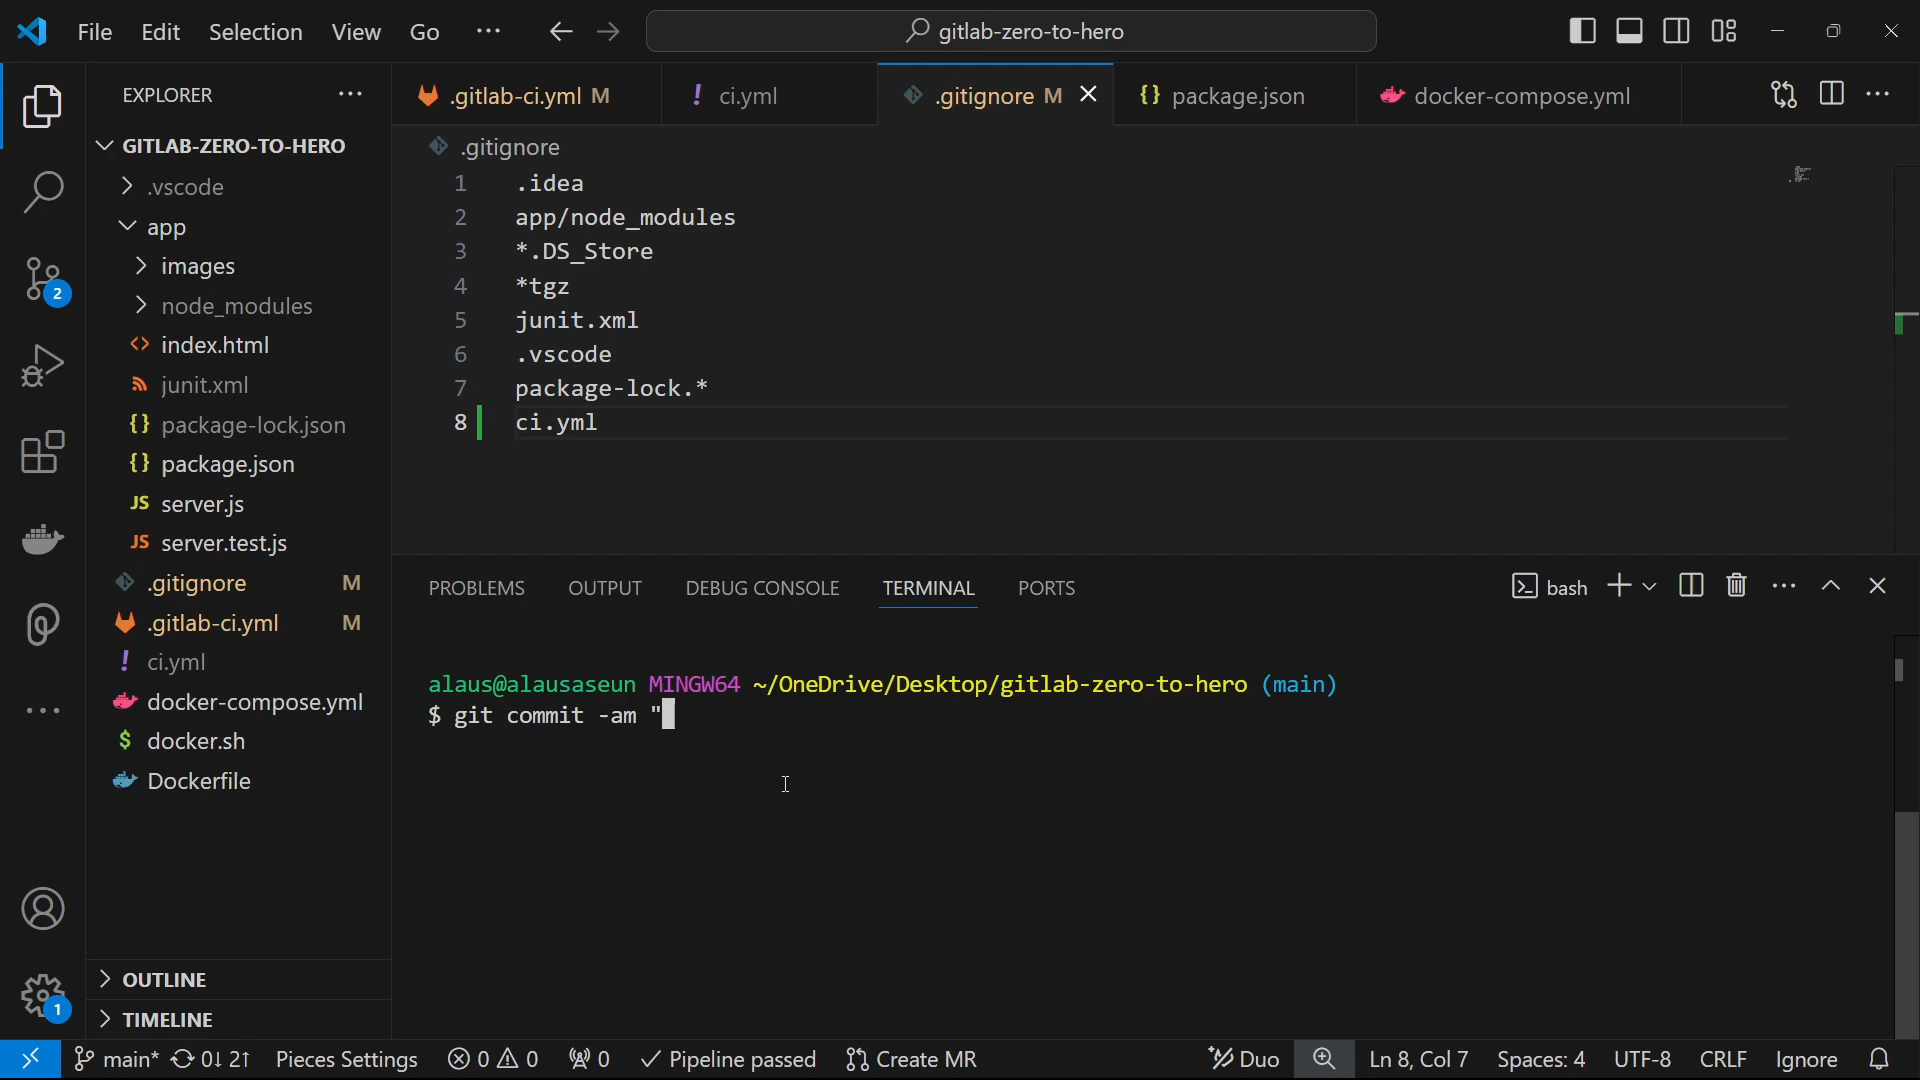 File Edit Selection View Go ··· gitlab-zero-to-hero
EXPLORER ···
GITLAB-ZERO-TO-HERO
.vscode
app
images
node_modules
index.html
junit.xml
package-lock.json
package.json
server.js
server.test.js
.gitignore M
.gitlab-ci.yml M
ci.yml
docker-compose.yml
docker.sh
Dockerfile
OUTLINE
TIMELINE
2
1
.gitlab-ci.yml M ci.yml .gitignore M package.json docker-compose.yml
.gitignore
1 .idea
2 app/node_modules
3 *.DS_Store
4 *tgz
5 junit.xml
6 .vscode
7 package-lock.*
8 ci.yml
PROBLEMS OUTPUT DEBUG CONSOLE TERMINAL PORTS bash
alaus@alausaseun MINGW64 ~/OneDrive/Desktop/gitlab-zero-to-hero (main)
$ git commit -am "
main* 0↓ 2↑ Pieces Settings 0 0 0 Pipeline passed Create MR Duo Ln 8, Col 7 Spaces: 4 UTF-8 CRLF Ignore